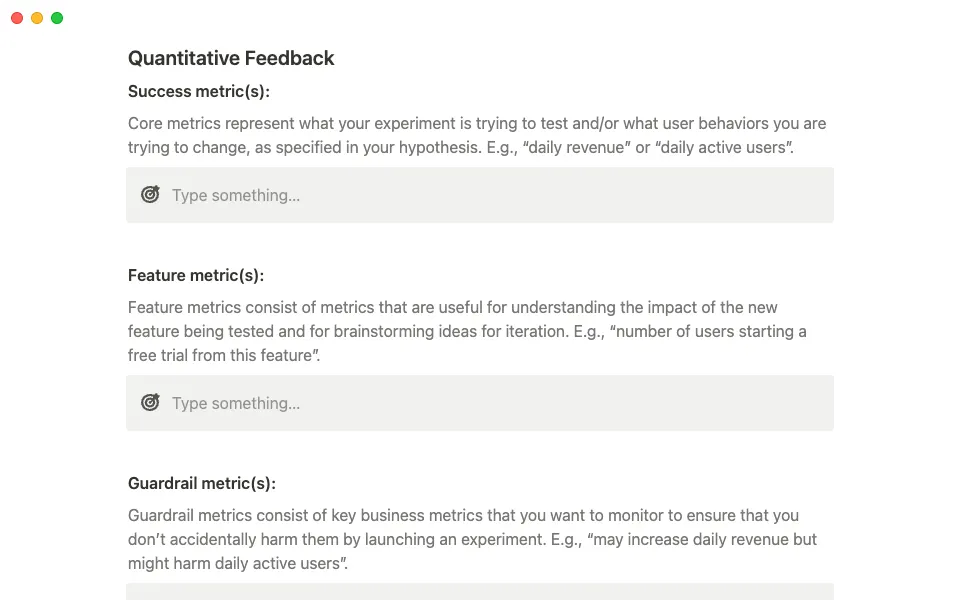 Quantitative Feedback
Success metric(s):
Core metrics represent what your experiment is trying to test and/or what user behaviors you are
trying to change, as specified in your hypothesis. E.g., “daily revenue” or “daily active users”.
Type something...
Feature metric(s):
Feature metrics consist of metrics that are useful for understanding the impact of the new
feature being tested and for brainstorming ideas for iteration. E.g., “number of users starting a
free trial from this feature”.
Type something...
Guardrail metric(s):
Guardrail metrics consist of key business metrics that you want to monitor to ensure that you
don’t accidentally harm them by launching an experiment. E.g., “may increase daily revenue but
might harm daily active users”.